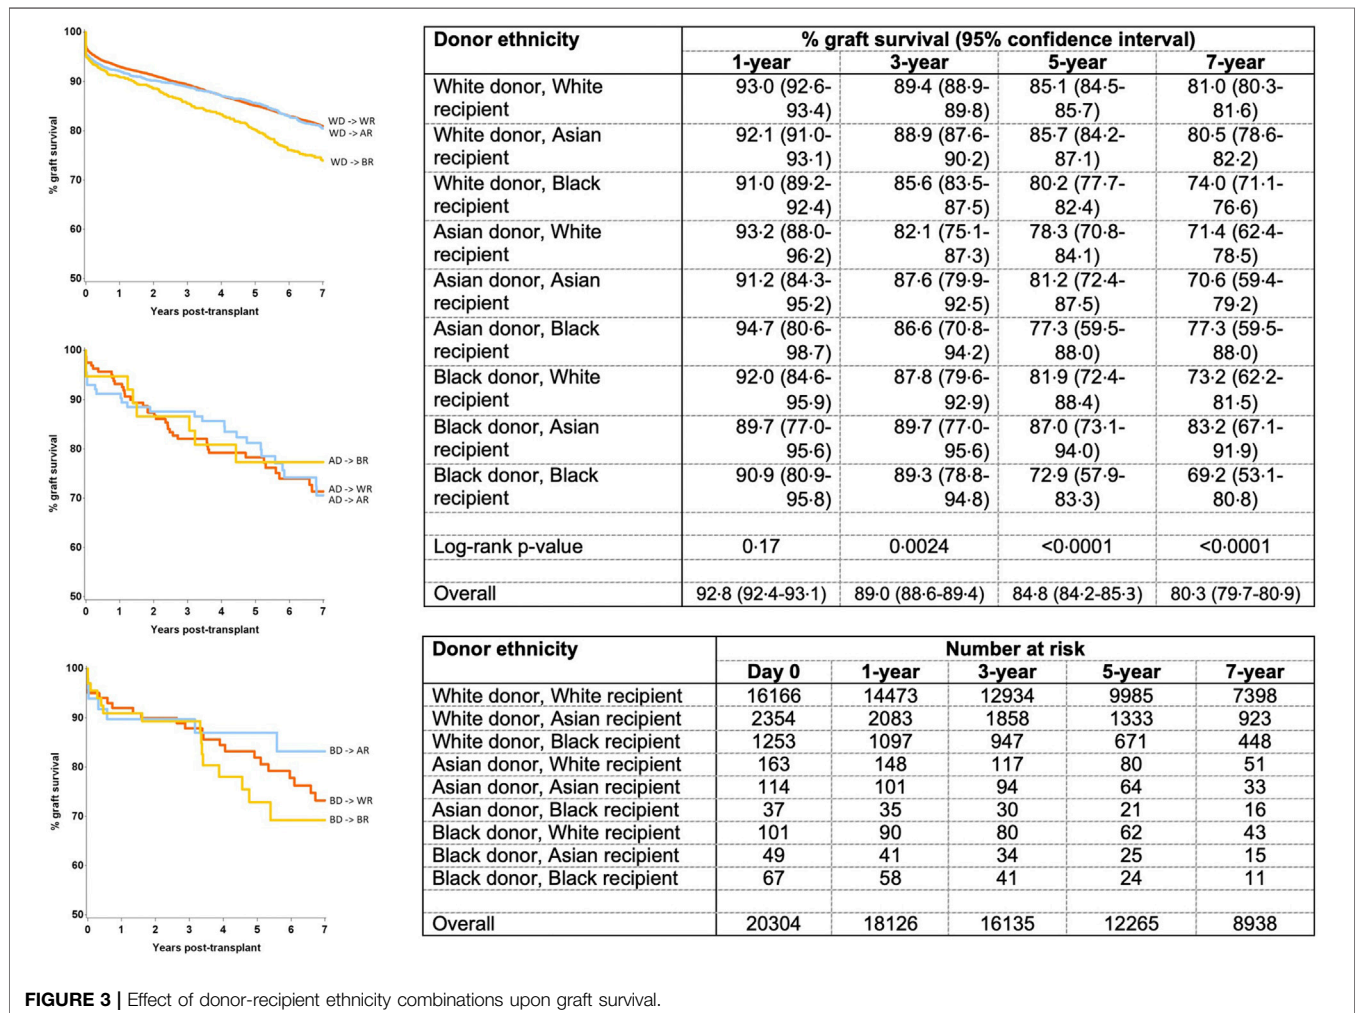 100
90
80
70
60
50
% graft survival
0 1 2 3 4 5 6 7
Years post-transplant
WD -> WR
WD -> AR
WD -> BR
100
90
80
70
60
50
% graft survival
0 1 2 3 4 5 6 7
Years post-transplant
AD -> BR
AD -> WR
AD -> AR
100
90
80
70
60
50
% graft survival
0 1 2 3 4 5 6 7
Years post-transplant
BD -> AR
BD -> WR
BD -> BR
Donor ethnicity % graft survival (95% confidence interval)
1-year 3-year 5-year 7-year
White donor, White 93·0 (92·6- 89·4 (88·9- 85·1 (84·5- 81·0 (80·3-
recipient 93·4) 89·8) 85·7) 81·6)
White donor, Asian 92·1 (91·0- 88·9 (87·6- 85·7 (84·2- 80·5 (78·6-
recipient 93·1) 90·2) 87·1) 82·2)
White donor, Black 91·0 (89·2- 85·6 (83·5- 80·2 (77·7- 74·0 (71·1-
recipient 92·4) 87·5) 82·4) 76·6)
Asian donor, White 93·2 (88·0- 82·1 (75·1- 78·3 (70·8- 71·4 (62·4-
recipient 96·2) 87·3) 84·1) 78·5)
Asian donor, Asian 91·2 (84·3- 87·6 (79·9- 81·2 (72·4- 70·6 (59·4-
recipient 95·2) 92·5) 87·5) 79·2)
Asian donor, Black 94·7 (80·6- 86·6 (70·8- 77·3 (59·5- 77·3 (59·5-
recipient 98·7) 94·2) 88·0) 88·0)
Black donor, White 92·0 (84·6- 87·8 (79·6- 81·9 (72·4- 73·2 (62·2-
recipient 95·9) 92·9) 88·4) 81·5)
Black donor, Asian 89·7 (77·0- 89·7 (77·0- 87·0 (73·1- 83·2 (67·1-
recipient 95·6) 95·6) 94·0) 91·9)
Black donor, Black 90·9 (80·9- 89·3 (78·8- 72·9 (57·9- 69·2 (53·1-
recipient 95·8) 94·8) 83·3) 80·8)
Log-rank p-value 0·17 0·0024 <0·0001 <0·0001
Overall 92·8 (92·4-93·1) 89·0 (88·6-89·4) 84·8 (84·2-85·3) 80·3 (79·7-80·9)
Donor ethnicity Number at risk
Day 0 1-year 3-year 5-year 7-year
White donor, White recipient 16166 14473 12934 9985 7398
White donor, Asian recipient 2354 2083 1858 1333 923
White donor, Black recipient 1253 1097 947 671 448
Asian donor, White recipient 163 148 117 80 51
Asian donor, Asian recipient 114 101 94 64 33
Asian donor, Black recipient 37 35 30 21 16
Black donor, White recipient 101 90 80 62 43
Black donor, Asian recipient 49 41 34 25 15
Black donor, Black recipient 67 58 41 24 11
Overall 20304 18126 16135 12265 8938
FIGURE 3 | Effect of donor-recipient ethnicity combinations upon graft survival.